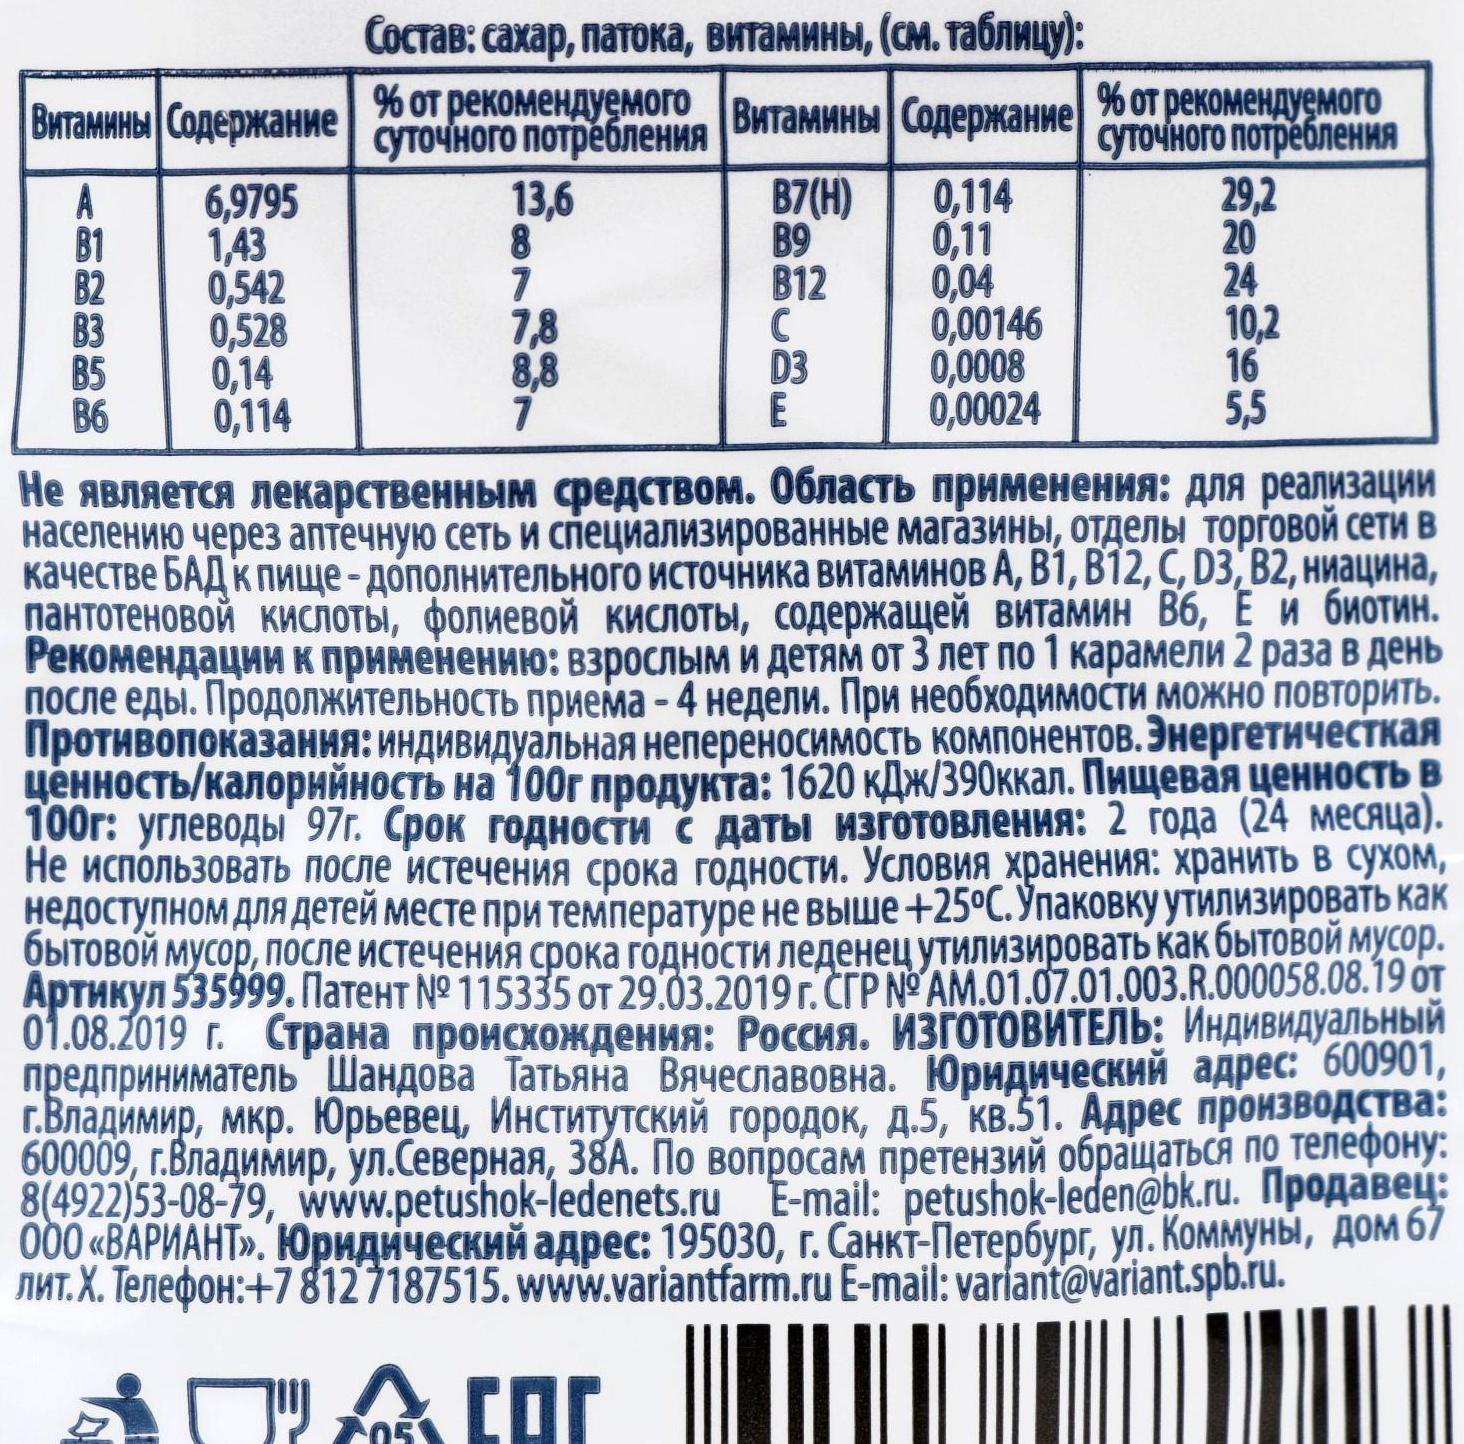 Состав: сахар, патока, витамины, (см. таблицу):
Витамины Содержание % от рекомендуемого суточного потребления Витамины Содержание % от рекомендуемого суточного потребления
A 6,9795 13,6 B7(H) 0,114 29,2
B1 1,43 8 B9 0,11 20
B2 0,542 7 B12 0,04 24
B3 0,528 7,8 C 0,00146 10,2
B5 0,14 8,8 D3 0,0008 16
B6 0,114 7 E 0,00024 5,5
Не является лекарственным средством. Область применения: для реализации
населению через аптечную сеть и специализированные магазины, отделы торговой сети в
качестве БАД к пище - дополнительного источника витаминов А, В1, В12, С, D3, В2, ниацина,
пантотеновой кислоты, фолиевой кислоты, содержащей витамин В6, Е и биотин.
Рекомендации к применению: взрослым и детям от 3 лет по 1 карамели 2 раза в день
после еды. Продолжительность приема - 4 недели. При необходимости можно повторить.
Противопоказания: индивидуальная непереносимость компонентов. Энергетичесткая
ценность/калорийность на 100г продукта: 1620 кДж/390ккал. Пищевая ценность в
100г: углеводы 97г. Срок годности с даты изготовления: 2 года (24 месяца).
Не использовать после истечения срока годности. Условия хранения: хранить в сухом,
недоступном для детей месте при температуре не выше +25ºС. Упаковку утилизировать как
бытовой мусор, после истечения срока годности леденец утилизировать как бытовой мусор.
Артикул 535999. Патент № 115335 от 29.03.2019 г. СГР № АМ.01.07.01.003.R.000058.08.19 от
01.08.2019 г. Страна происхождения: Россия. ИЗГОТОВИТЕЛЬ: Индивидуальный
предприниматель Шандова Татьяна Вячеславовна. Юридический адрес: 600901,
г.Владимир, мкр. Юрьевец, Институтский городок, д.5, кв.51. Адрес производства:
600009, г.Владимир, ул.Северная, 38А. По вопросам претензий обращаться по телефону:
8(4922)53-08-79, www.petushok-ledenets.ru E-mail: petushok-leden@bk.ru. Продавец:
ООО «ВАРИАНТ». Юридический адрес: 195030, г. Санкт-Петербург, ул. Коммуны, дом 67
лит. Х. Телефон:+7 812 7187515. www.variantfarm.ru E-mail: variant@variant.spb.ru.
05 EAC